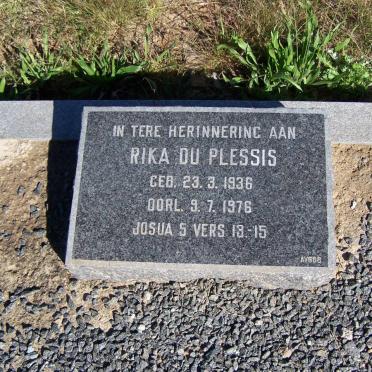 IN TERE HERINNERING AAN
RIKA DU PLESSIS
GEB. 23. 3. 1936
OORL. 9. 7. 1976
JOSUA 5 VERS 13.-15